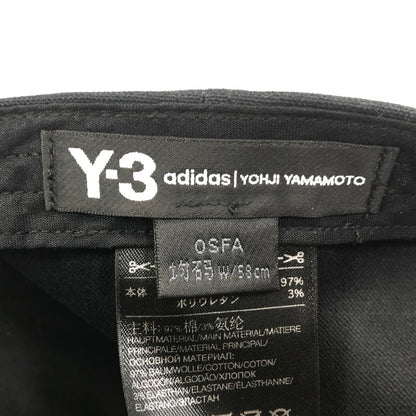 Y-3 adidas | YOHJI YAMAMOTO
OSFA
W/58cm
97%
本体
ポリウレタン 3%
主料: 97% 棉/3% 氨纶
HAUPTMATERIAL/MAIN MATERIAL/MATIERE
PRINCIPALE/MATERIAL PRINCIPAL/
ОСНОВНОЙ МАТЕРИАЛ:
97% BAUMWOLLE/COTTON/COTON/
ALGODÓN/ALGODÃO/ХЛОПОК
3% ELASTHAN/ELASTANE/ÉLASTHANNE/
ELASTANO/ЭЛАСТАН